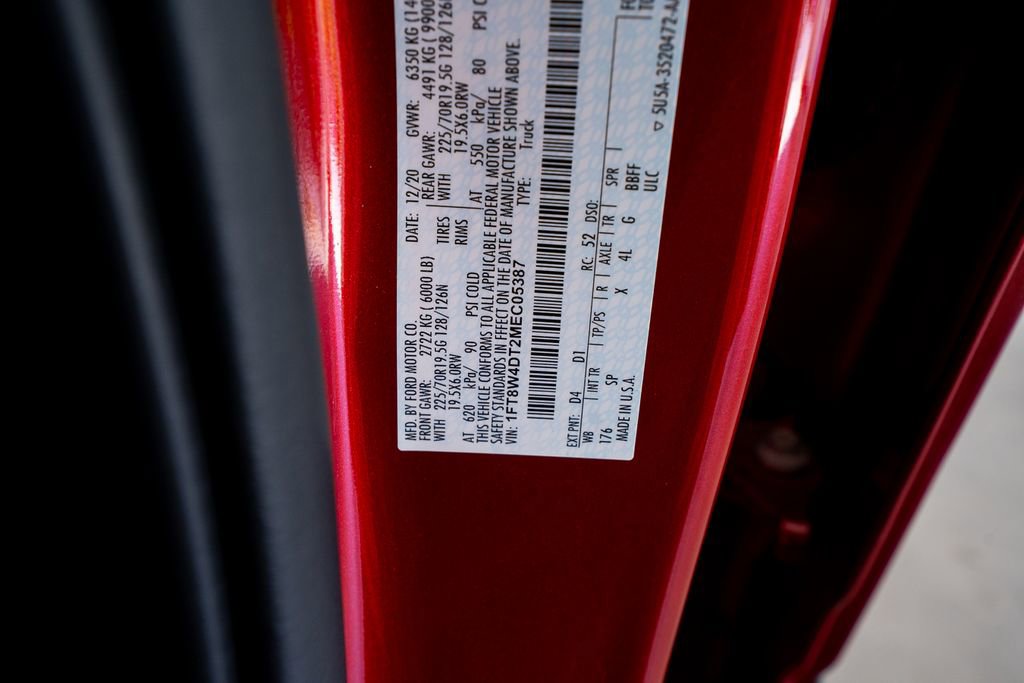 MFD. BY FORD MOTOR CO.
DATE: 12/20 GVWR: 6350 KG (14
FRONT GAWR: 2722 KG ( 6000 LB)
REAR GAWR: 4491 KG ( 9900
WITH 225/70R19.5G 128/126N TIRES WITH 225/70R19.5G 128/126
19.5X6.0RW RIMS 19.5X6.0RW
AT 620 kPa/ 90 PSI COLD AT 550 kPa/ 80 PSI C
THIS VEHICLE CONFORMS TO ALL APPLICABLE FEDERAL MOTOR VEHICLE
SAFETY STANDARDS IN EFFECT ON THE DATE OF MANUFACTURE SHOWN ABOVE.
VIN: 1FT8W4DT2MEC05387 TYPE: Truck
EXT PNT: D4 D1 RC: 52 DSO:
WB INT TR TP/PS R AXLE TR SPR
176 SP X 4L G BBFF
MADE IN U.S.A. ULC
5U5A-3520472-A